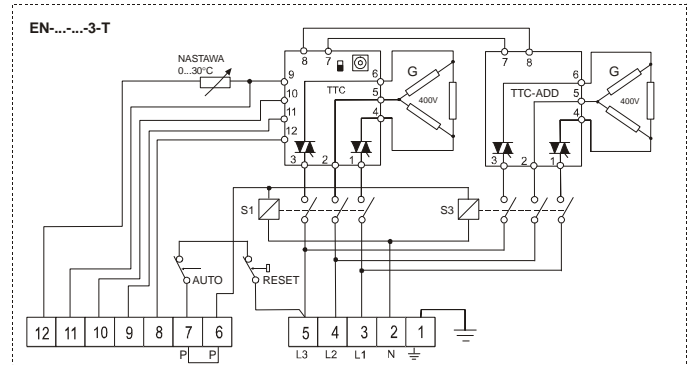 EN-...-...-3-T
8 7
7 8
NASTAWA
0...30°C
9
10
11
12
TTC
6
5
4
G
400V
TTC-ADD
6
5
4
G
400V
3 2 1
3 2 1
S1
S3
AUTO
RESET
12 11 10 9 8 7 6
5 4 3 2 1
P P
L3 L2 L1 N